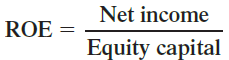 ROE = Net income
Equity capital